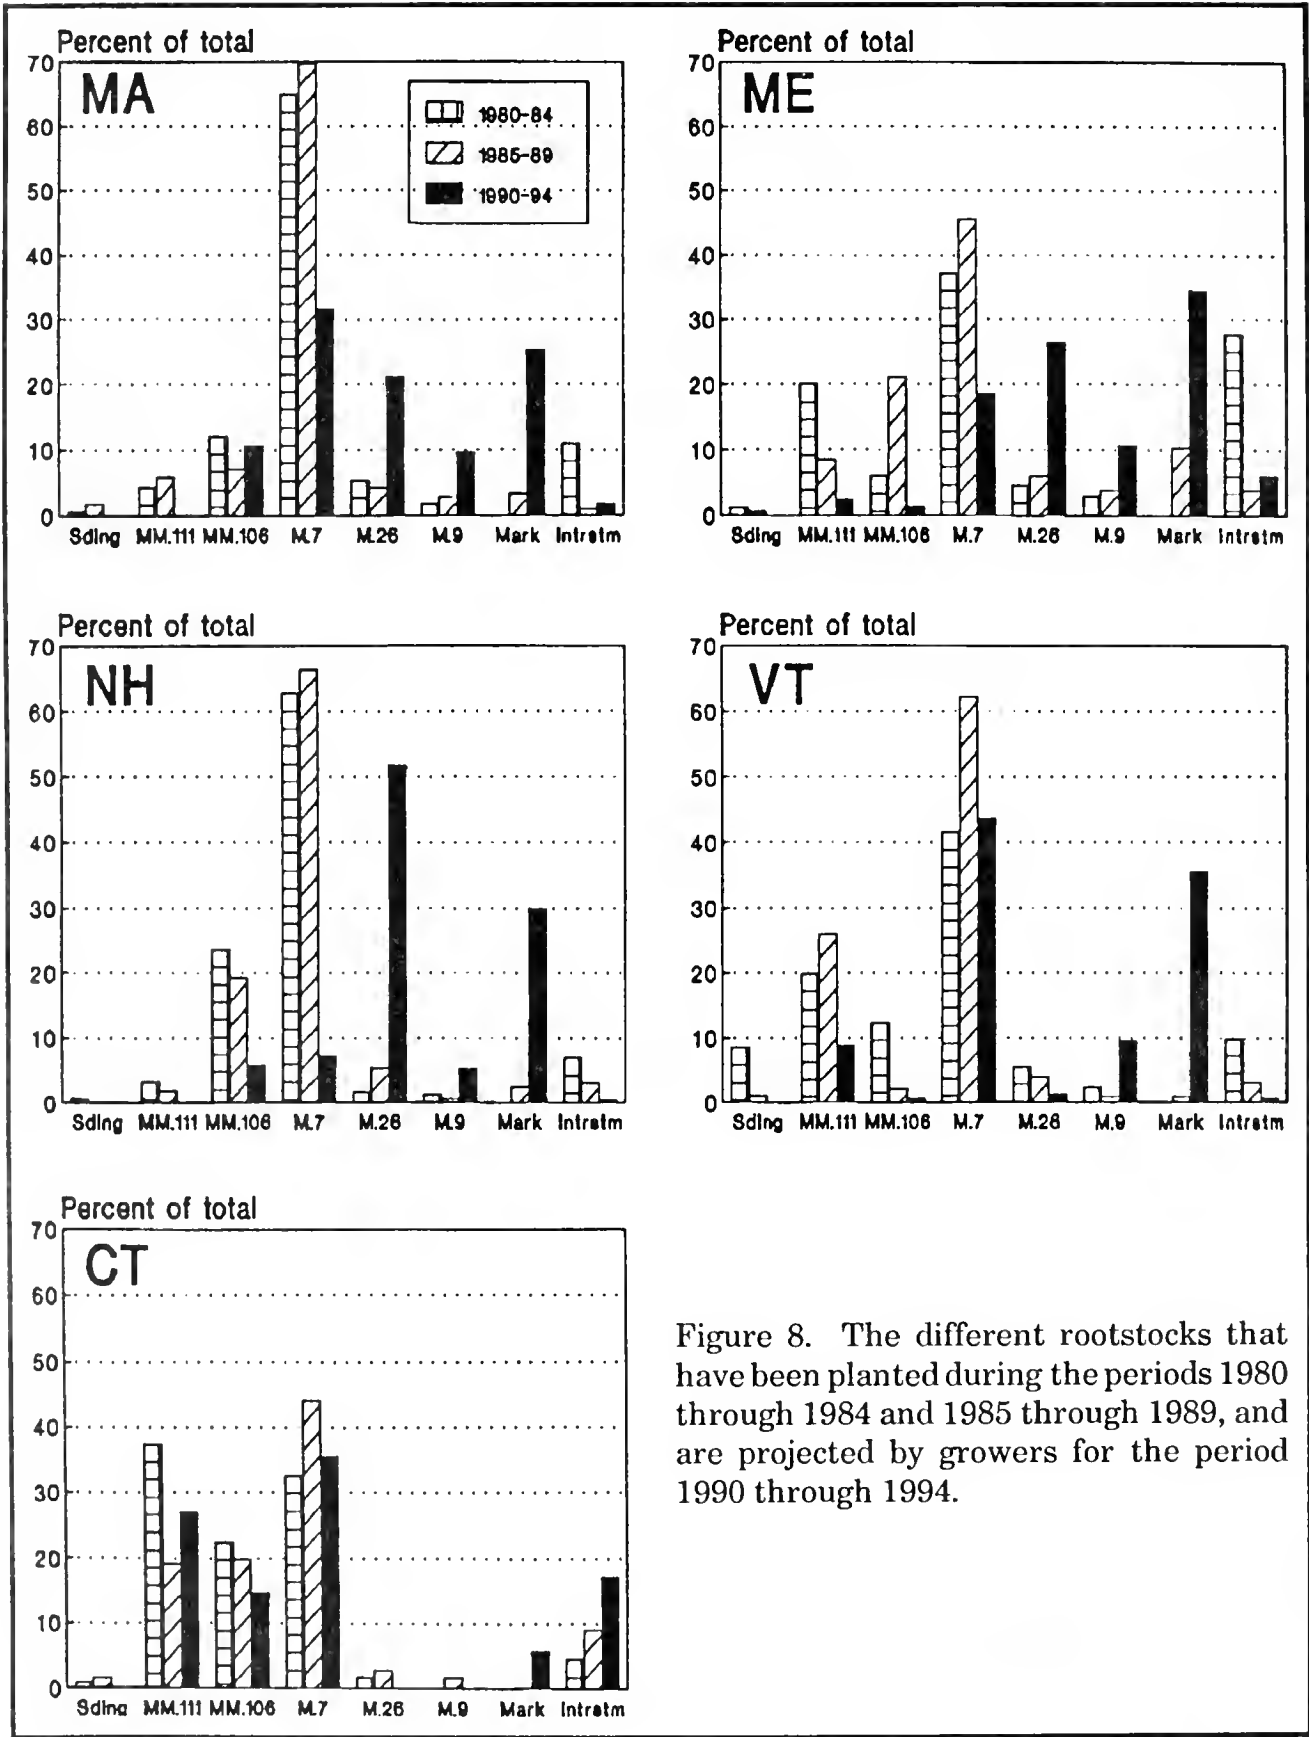 Percent of total
70
MA
60
50
40
30
20
10
0
1980-84
1985-89
1990-94
Sdlng MM.111 MM.106 M.7 M.26 M.9 Mark Intrstm
Percent of total
70
ME
60
50
40
30
20
10
0
Sdlng MM.111 MM.106 M.7 M.26 M.9 Mark Intrstm
Percent of total
70
NH
60
50
40
30
20
10
0
Sdlng MM.111 MM.106 M.7 M.26 M.9 Mark Intrstm
Percent of total
70
VT
60
50
40
30
20
10
0
Sdlng MM.111 MM.106 M.7 M.26 M.9 Mark Intrstm
Percent of total
70
CT
60
50
40
30
20
10
0
Sdlng MM.111 MM.106 M.7 M.26 M.9 Mark Intrstm
Figure 8. The different rootstocks that
have been planted during the periods 1980
through 1984 and 1985 through 1989, and
are projected by growers for the period
1990 through 1994.